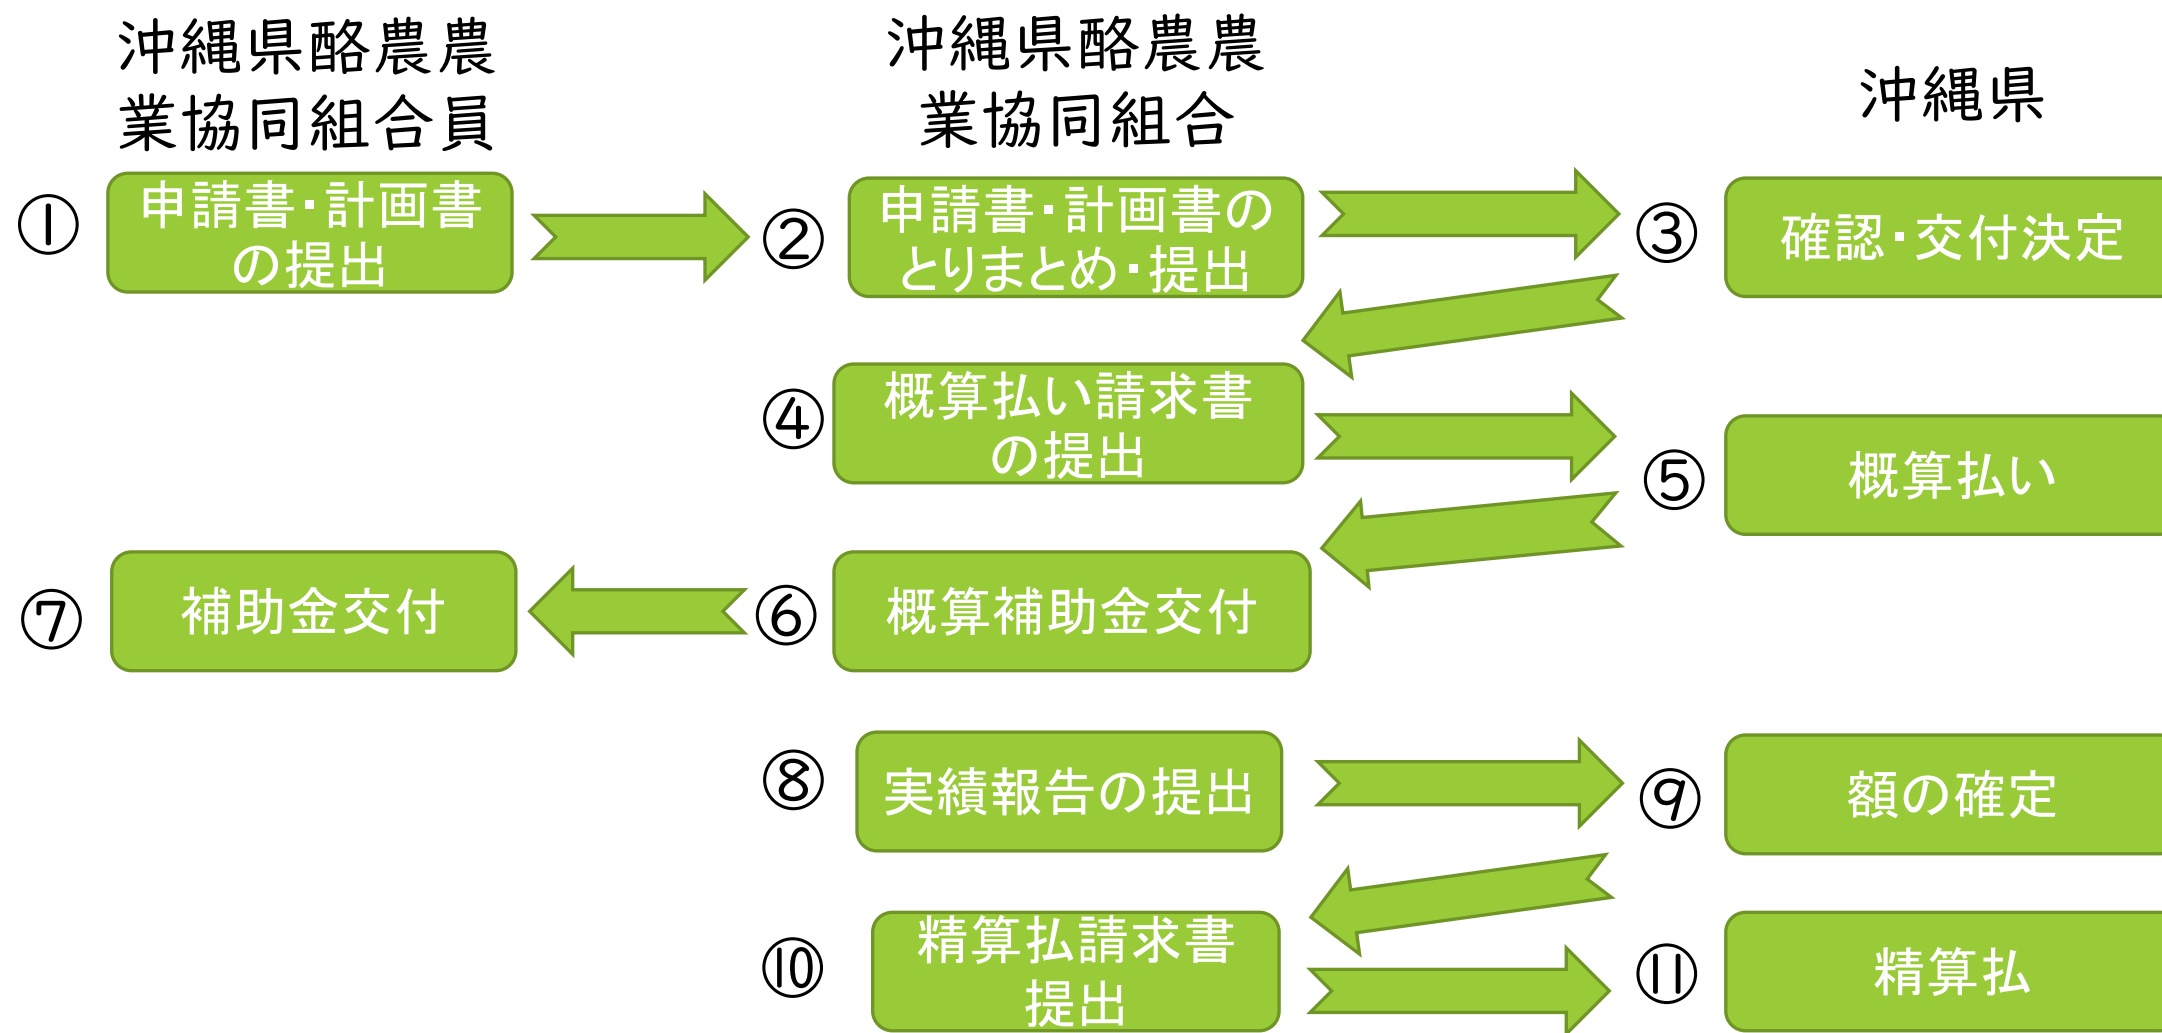 沖縄県酪農農
業協同組合員
沖縄県酪農農
業協同組合
沖縄県
①
申請書・計画書
の提出
②
申請書・計画書の
とりまとめ・提出
③
確認・交付決定
④
概算払い請求書
の提出
⑤
概算払い
⑦
補助金交付
⑥
概算補助金交付
⑧
実績報告の提出
⑨
額の確定
⑩
精算払請求書
提出
⑪
精算払